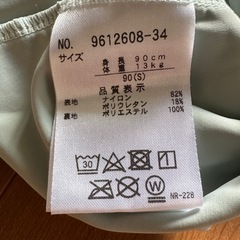 NO. 9612608-34
サイズ 身長 90cm
体重 13kg
90(S)
品質表示
表地 ナイロン 82%
ポリウレタン 18%
裏地 ポリエステル 100%
30
P W
NR-228